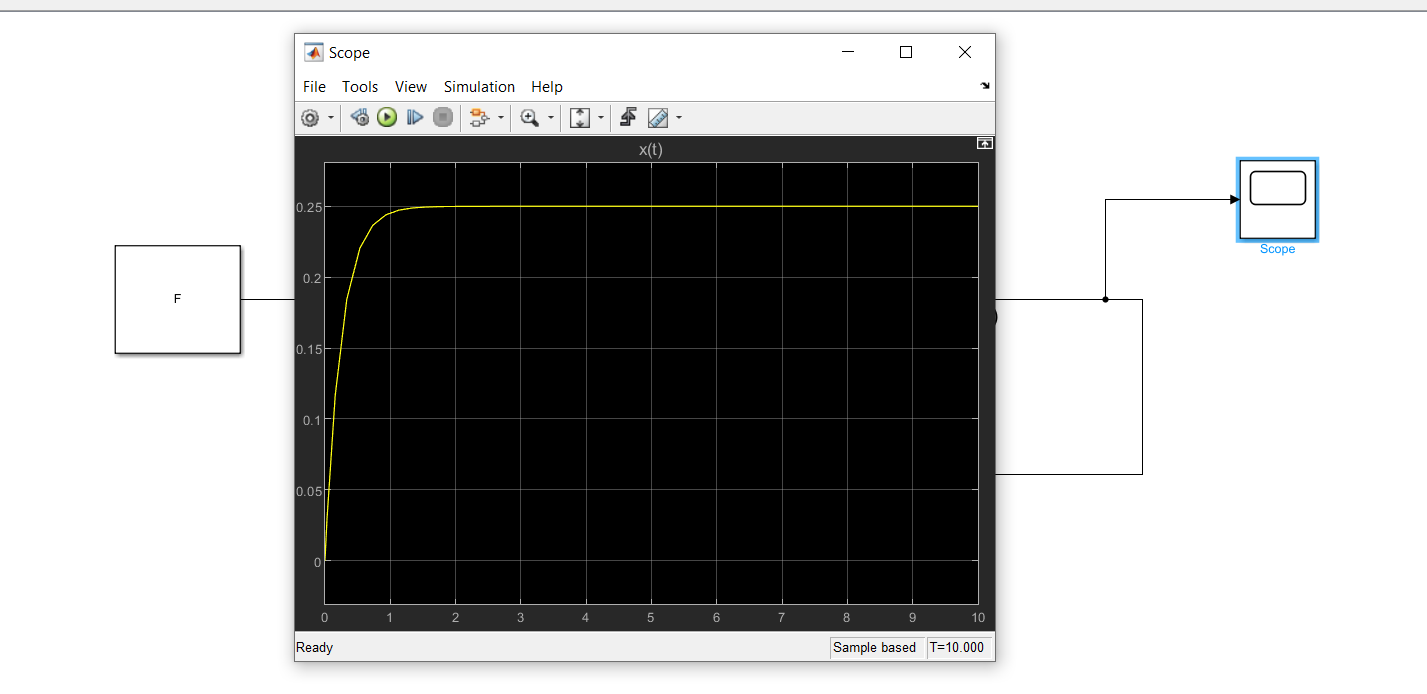 Scope
File Tools View Simulation Help
x(t)
0.25
0.2
0.15
0.1
0.05
0
0 1 2 3 4 5 6 7 8 9 10
Ready Sample based T=10.000
F
Scope